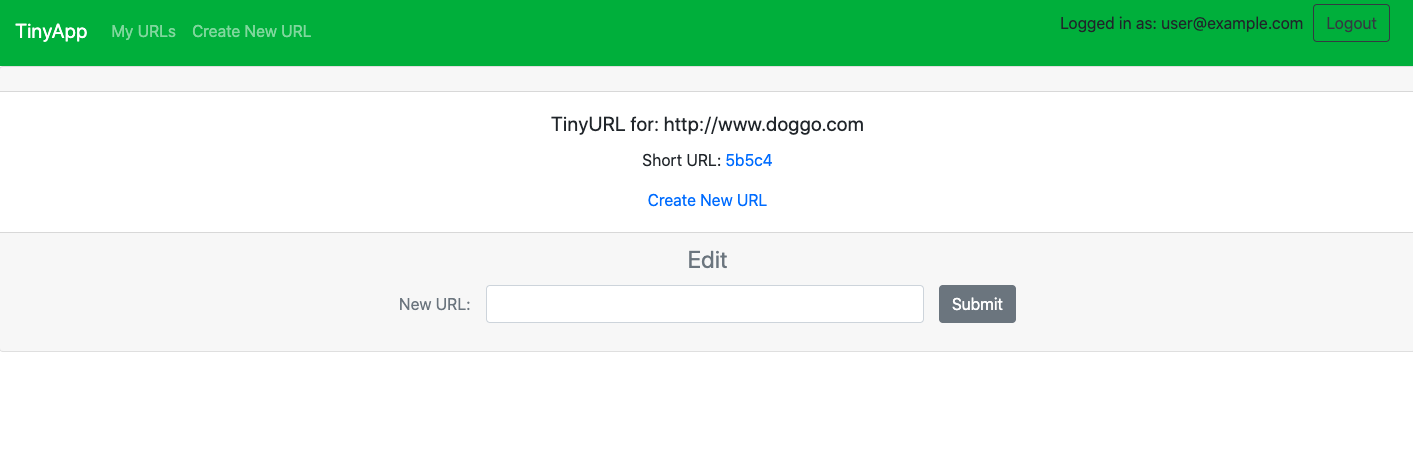 TinyApp My URLs Create New URL Logged in as: user@example.com Logout
TinyURL for: http://www.doggo.com
Short URL: 5b5c4
Create New URL
Edit
New URL: Submit